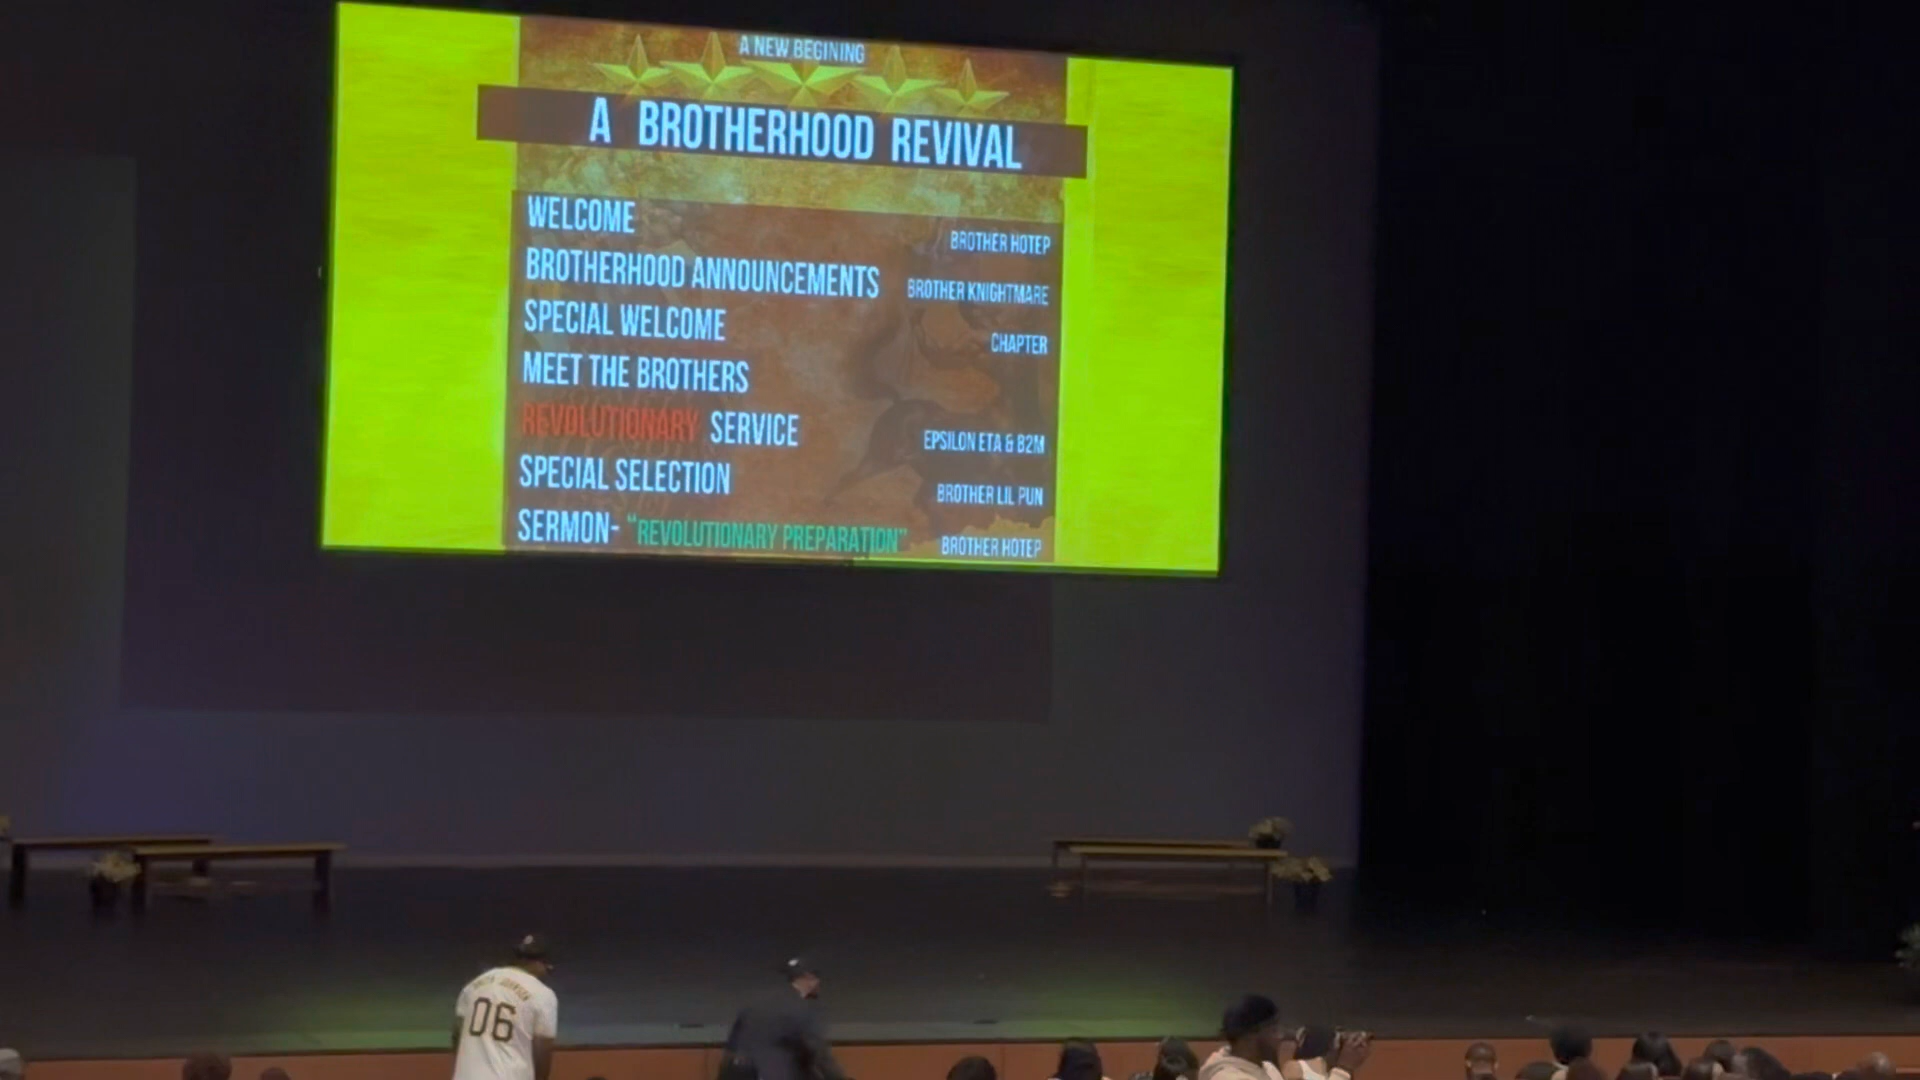 A NEW BEGINING
A BROTHERHOOD REVIVAL
WELCOME BROTHER HOTEP
BROTHERHOOD ANNOUNCEMENTS BROTHER KNIGHTMARE
SPECIAL WELCOME CHAPTER
MEET THE BROTHERS
REVOLUTIONARY SERVICE EPSILON ETA & B2M
SPECIAL SELECTION BROTHER LIL PUN
SERMON- "REVOLUTIONARY PREPARATION" BROTHER HOTEP
JOHNSON
06